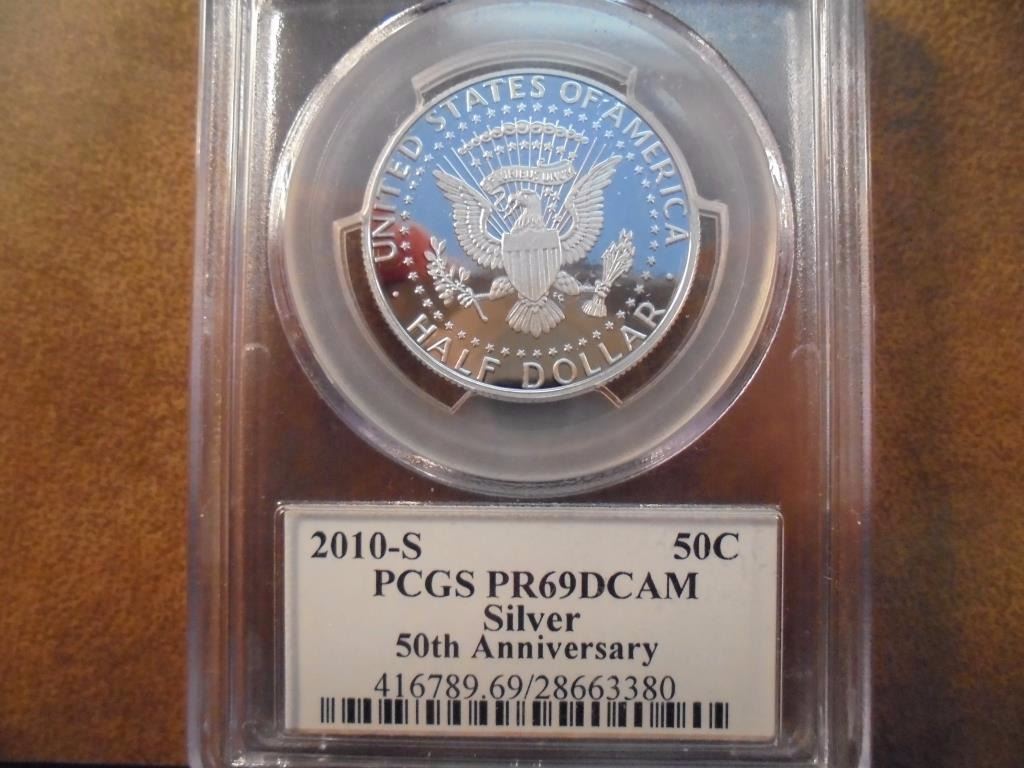 UNITED STATES OF AMERICA
HALF DOLLAR
2010-S 50C
PCGS PR69DCAM
Silver
50th Anniversary
416789.69/28663380